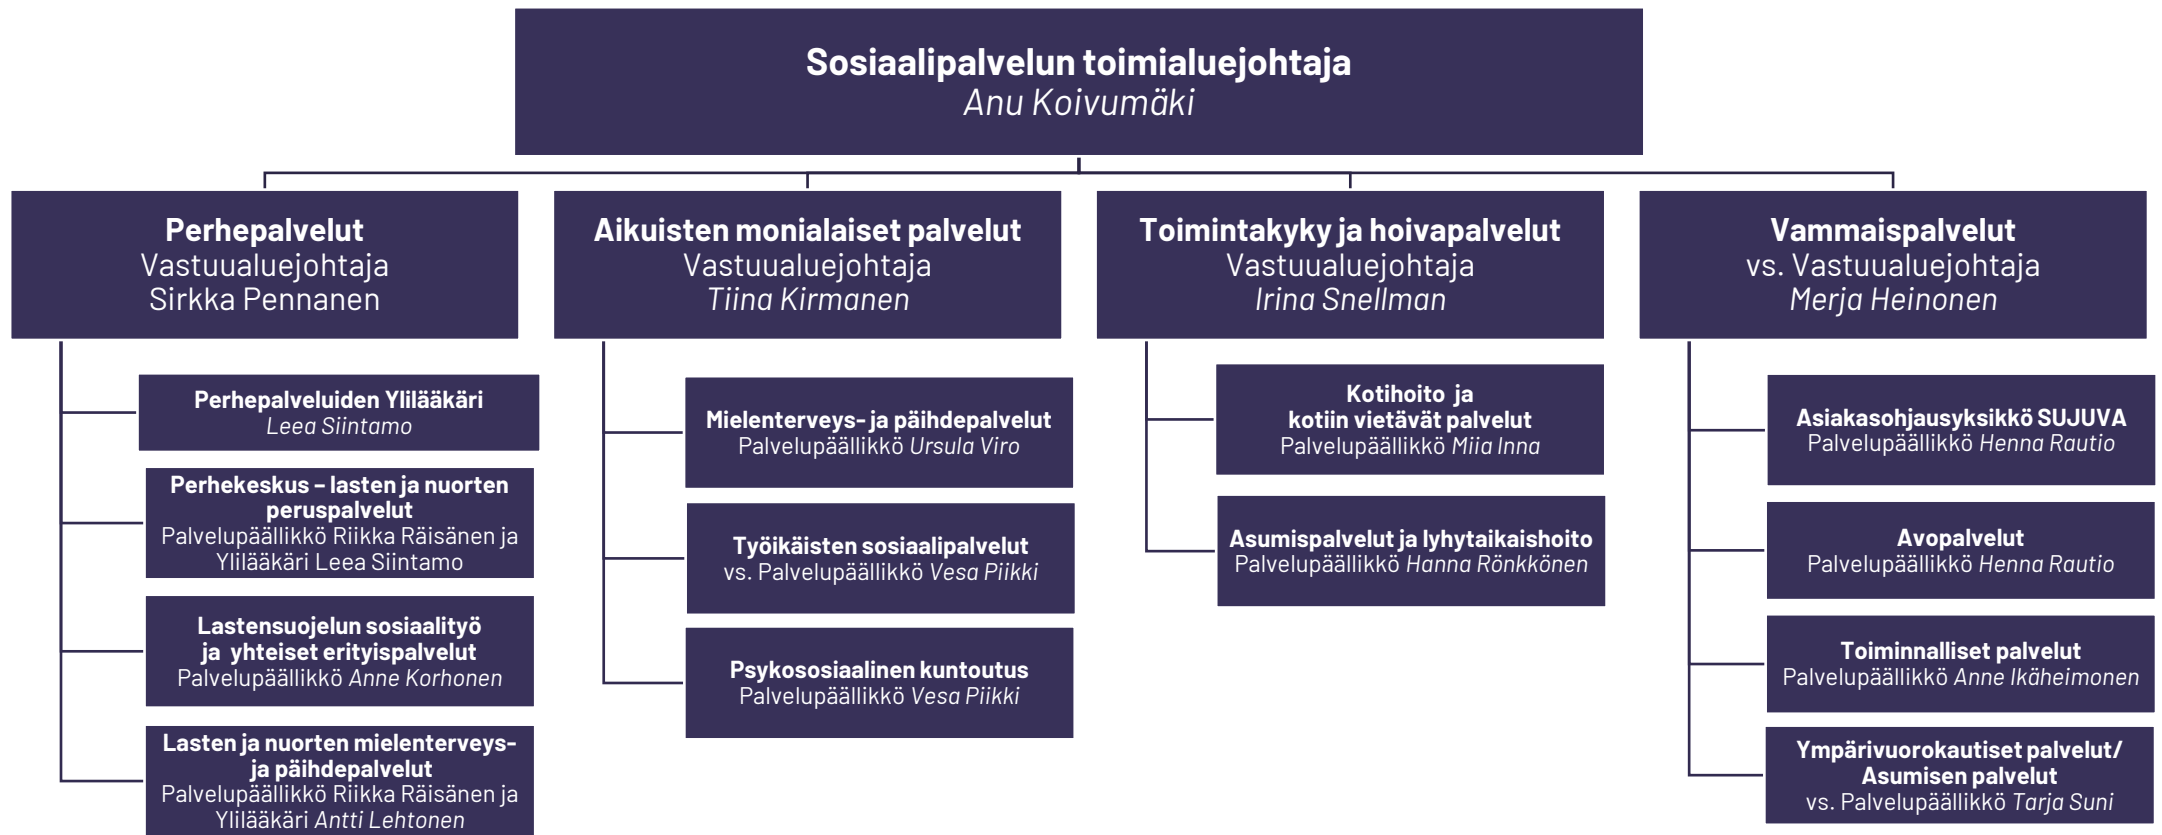 Sosiaalipalvelun toimialuejohtaja
Anu Koivumäki
Perhepalvelut
Vastuualuejohtaja
Sirkka Pennanen
Perhepalveluiden Ylilääkäri
Leea Siintamo
Perhekeskus – lasten ja nuorten
peruspalvelut
Palvelupäällikkö Riikka Räisänen ja
Ylilääkäri Leea Siintamo
Lastensuojelun sosiaalityö
ja yhteiset erityispalvelut
Palvelupäällikkö Anne Korhonen
Lasten ja nuorten mielenterveys-
ja päihdepalvelut
Palvelupäällikkö Riikka Räisänen ja
Ylilääkäri Antti Lehtonen
Aikuisten monialaiset palvelut
Vastuualuejohtaja
Tiina Kirmanen
Mielenterveys- ja päihdepalvelut
Palvelupäällikkö Ursula Viro
Työikäisten sosiaalipalvelut
vs. Palvelupäällikkö Vesa Piikki
Psykososiaalinen kuntoutus
Palvelupäällikkö Vesa Piikki
Toimintakyky ja hoivapalvelut
Vastuualuejohtaja
Irina Snellman
Kotihoito ja
kotiin vietävät palvelut
Palvelupäällikkö Miia Inna
Asumispalvelut ja lyhytaikaishoito
Palvelupäällikkö Hanna Rönkkönen
Vammaispalvelut
vs. Vastuualuejohtaja
Merja Heinonen
Asiakasohjausyksikkö SUJUVA
Palvelupäällikkö Henna Rautio
Avopalvelut
Palvelupäällikkö Henna Rautio
Toiminnalliset palvelut
Palvelupäällikkö Anne Ikäheimonen
Ympärivuorokautiset palvelut/
Asumisen palvelut
vs. Palvelupäällikkö Tarja Suni